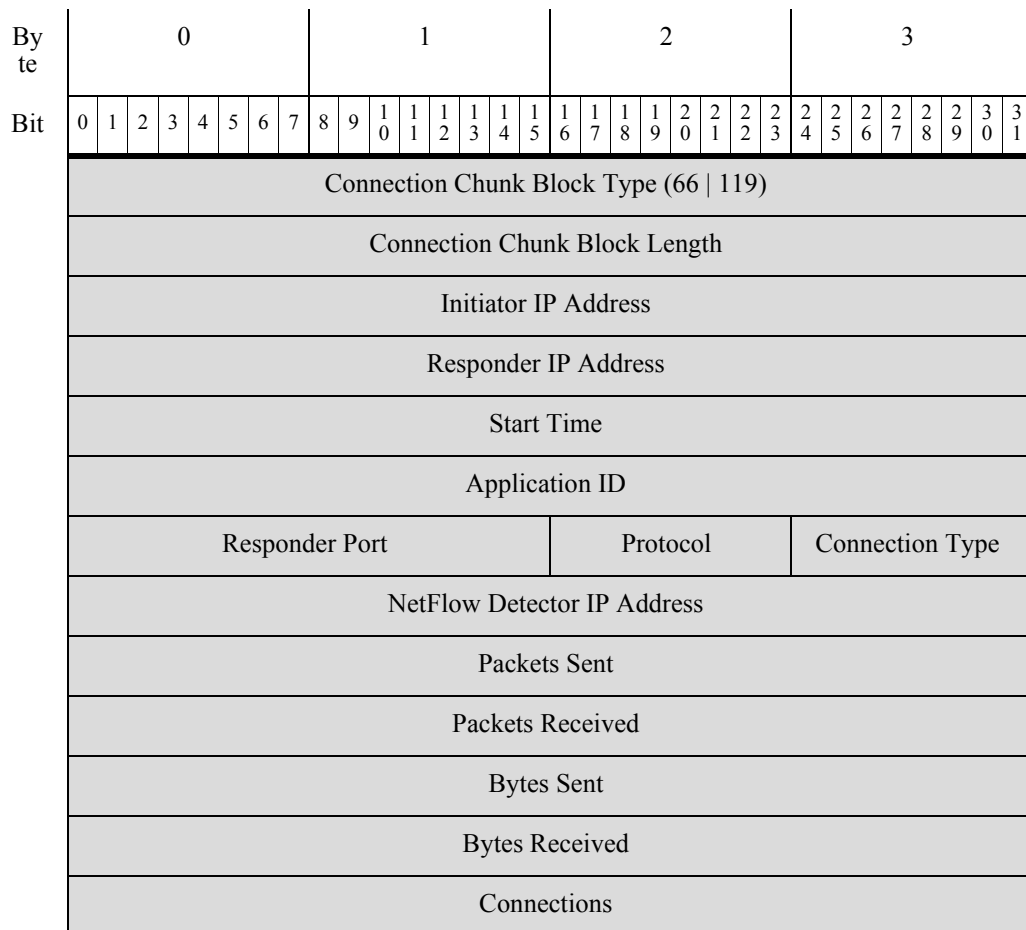 By
te 0 1 2 3
Bit 0 1 2 3 4 5 6 7 8 9 10 11 12 13 14 15 16 17 18 19 20 21 22 23 24 25 26 27 28 29 30 31
Connection Chunk Block Type (66 | 119)
Connection Chunk Block Length
Initiator IP Address
Responder IP Address
Start Time
Application ID
Responder Port Protocol Connection Type
NetFlow Detector IP Address
Packets Sent
Packets Received
Bytes Sent
Bytes Received
Connections